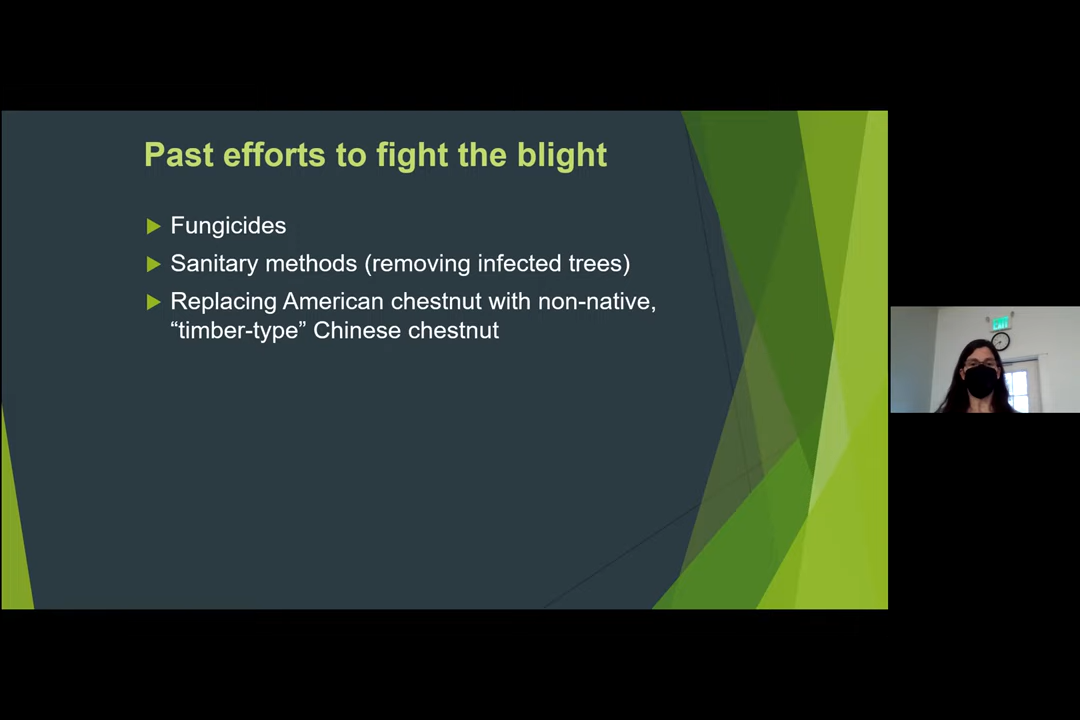 Past efforts to fight the blight
Fungicides
Sanitary methods (removing infected trees)
Replacing American chestnut with non-native,
“timber-type” Chinese chestnut
EXIT